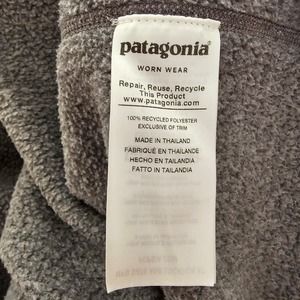 patagonia®
WORN WEAR
Repair, Reuse, Recycle
This Product
www.patagonia.com
100% RECYCLED POLYESTER
EXCLUSIVE OF TRIM
MADE IN THAILAND
FABRIQUÉ EN THAÏLANDE
HECHO EN TAILANDIA
FATTO IN TAILANDIA